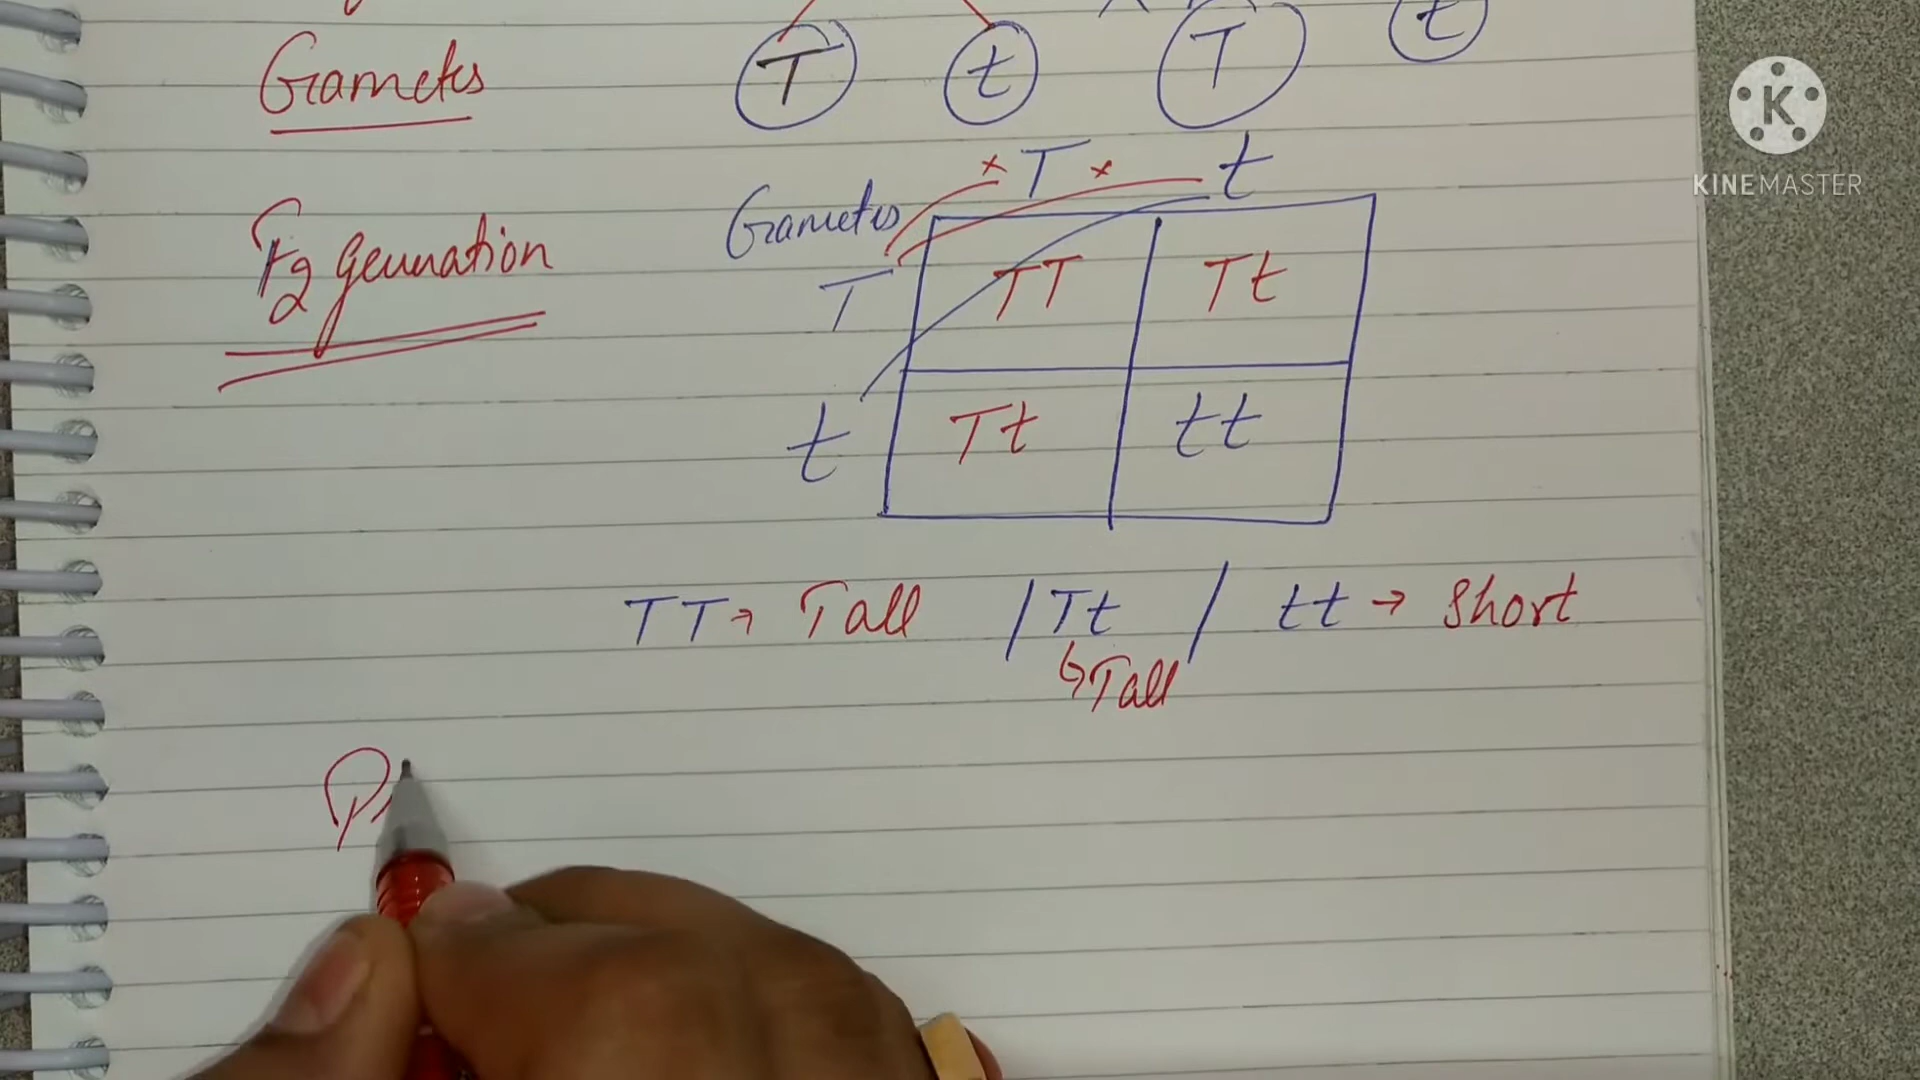 Gametes T t T t
T t
Gametes
F2 generation
T TT Tt
t Tt tt
TT → Tall / Tt / tt → Short
↳ Tall
K
KINEMASTER